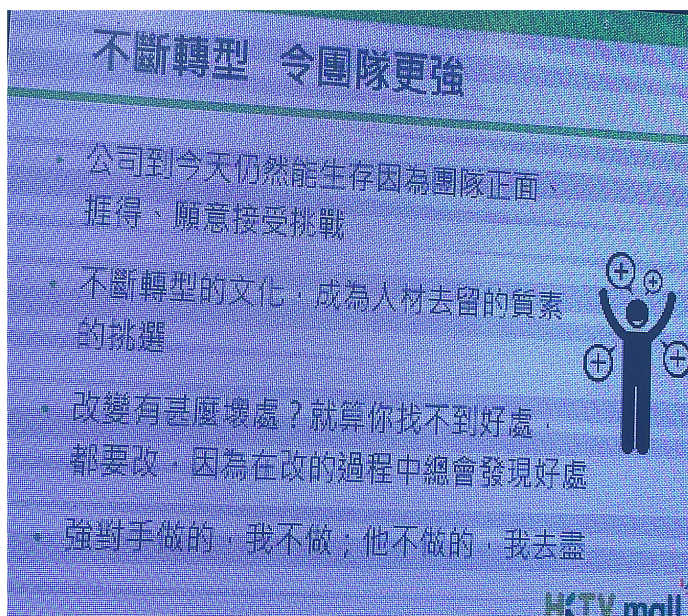 不斷轉型 令團隊更強
公司到今天仍然能生存因為團隊正面、
捱得、願意接受挑戰
不斷轉型的文化，成為人材去留的質素
的挑選
改變有甚麼壞處？就算你找不到好處，
都要改，因為在改的過程中總會發現好處
強對手做的，我不做；他不做的，我去盡
HKTV mall